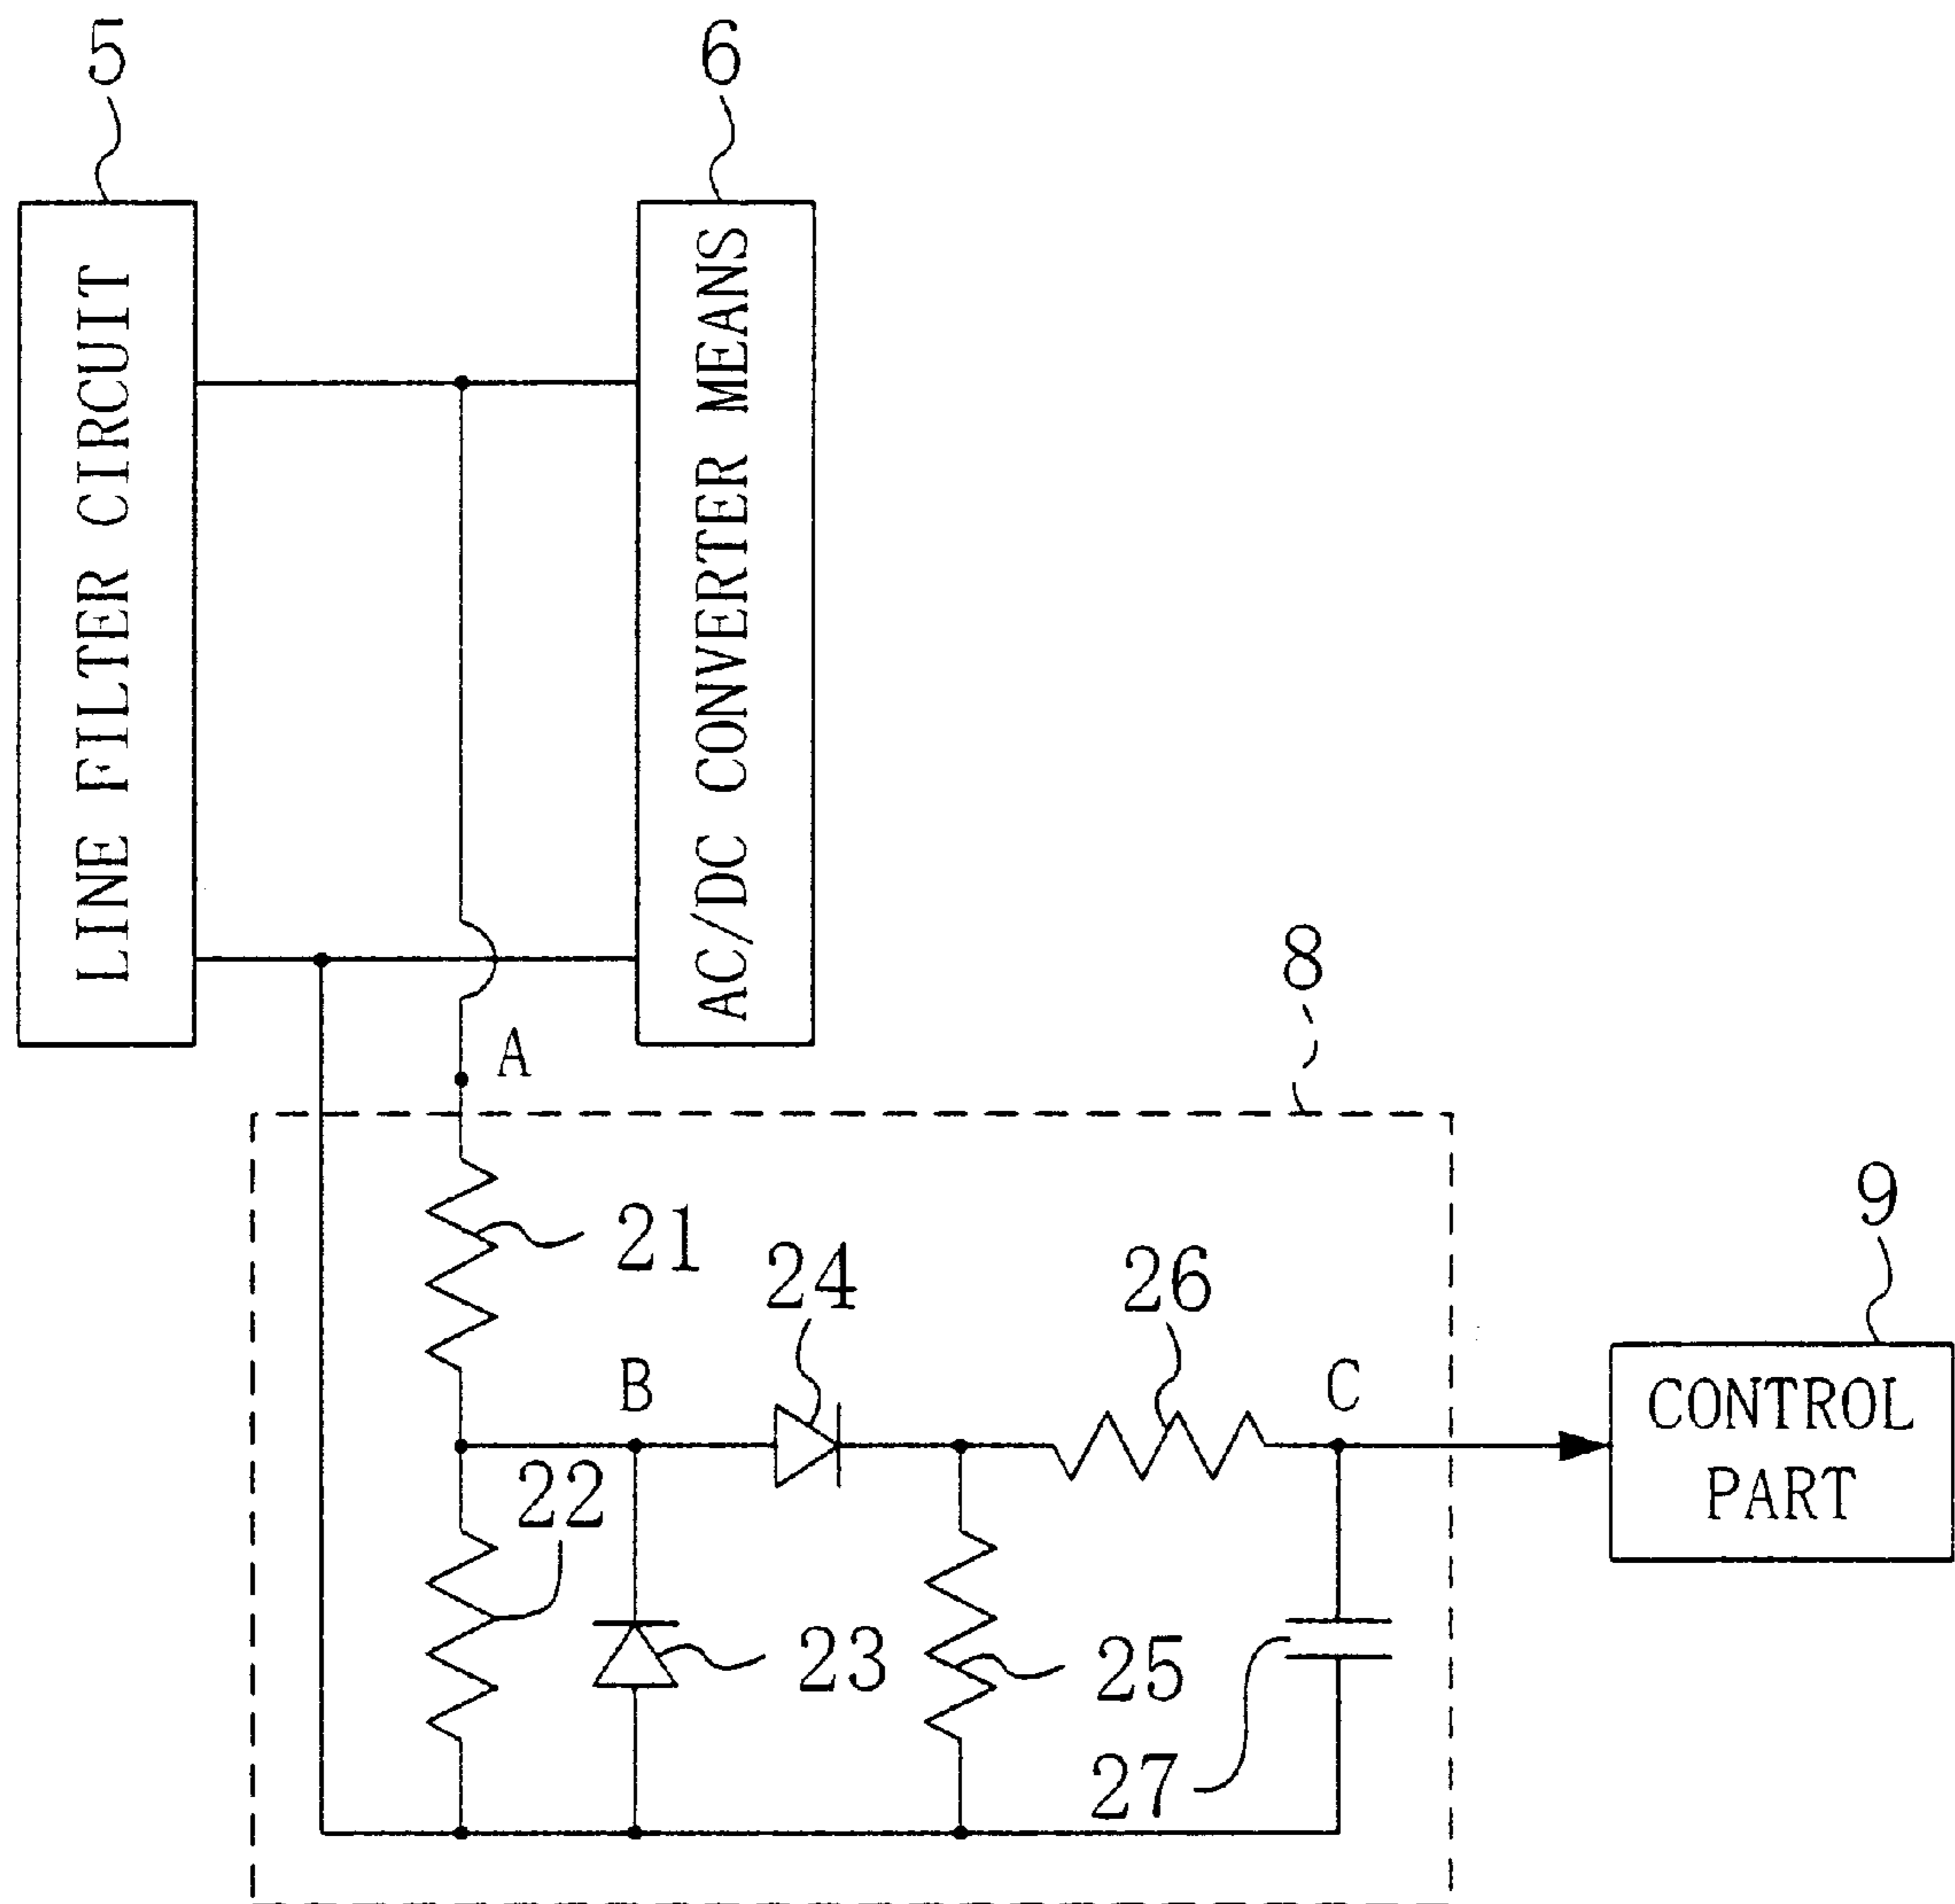 5
6
LINE FILTER CIRCUIT
AC/DC CONVERTER MEANS
8
A
9
21
24
26
B
C
CONTROL
PART
22
23
25
27